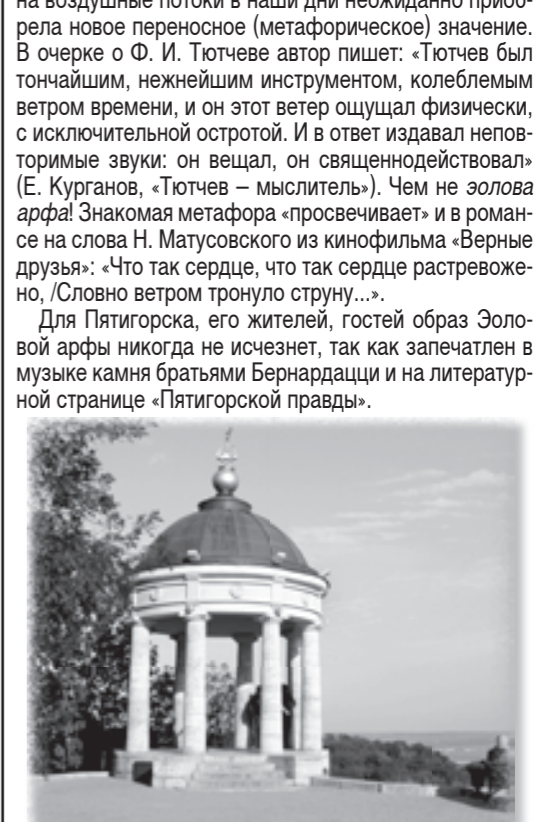 на воздушные потоки в наши дни неожиданно приоб-
рела новое переносное (метафорическое) значение.
В очерке о Ф. И. Тютчеве автор пишет: «Тютчев был
тончайшим, нежнейшим инструментом, колеблемым
ветром времени, и он этот ветер ощущал физически,
с исключительной остротой. И в ответ издавал непов-
торимые звуки: он вещал, он священнодействовал»
(Е. Курганов, «Тютчев – мыслитель»). Чем не эолова
арфа! Знакомая метафора «просвечивает» и в роман-
се на слова Н. Матусовского из кинофильма «Верные
друзья»: «Что так сердце, что так сердце растревоже-
но, /Словно ветром тронуло струну...».
Для Пятигорска, его жителей, гостей образ Эоло-
вой арфы никогда не исчезнет, так как запечатлен в
музыке камня братьями Бернардацци и на литератур-
ной странице «Пятигорской правды».